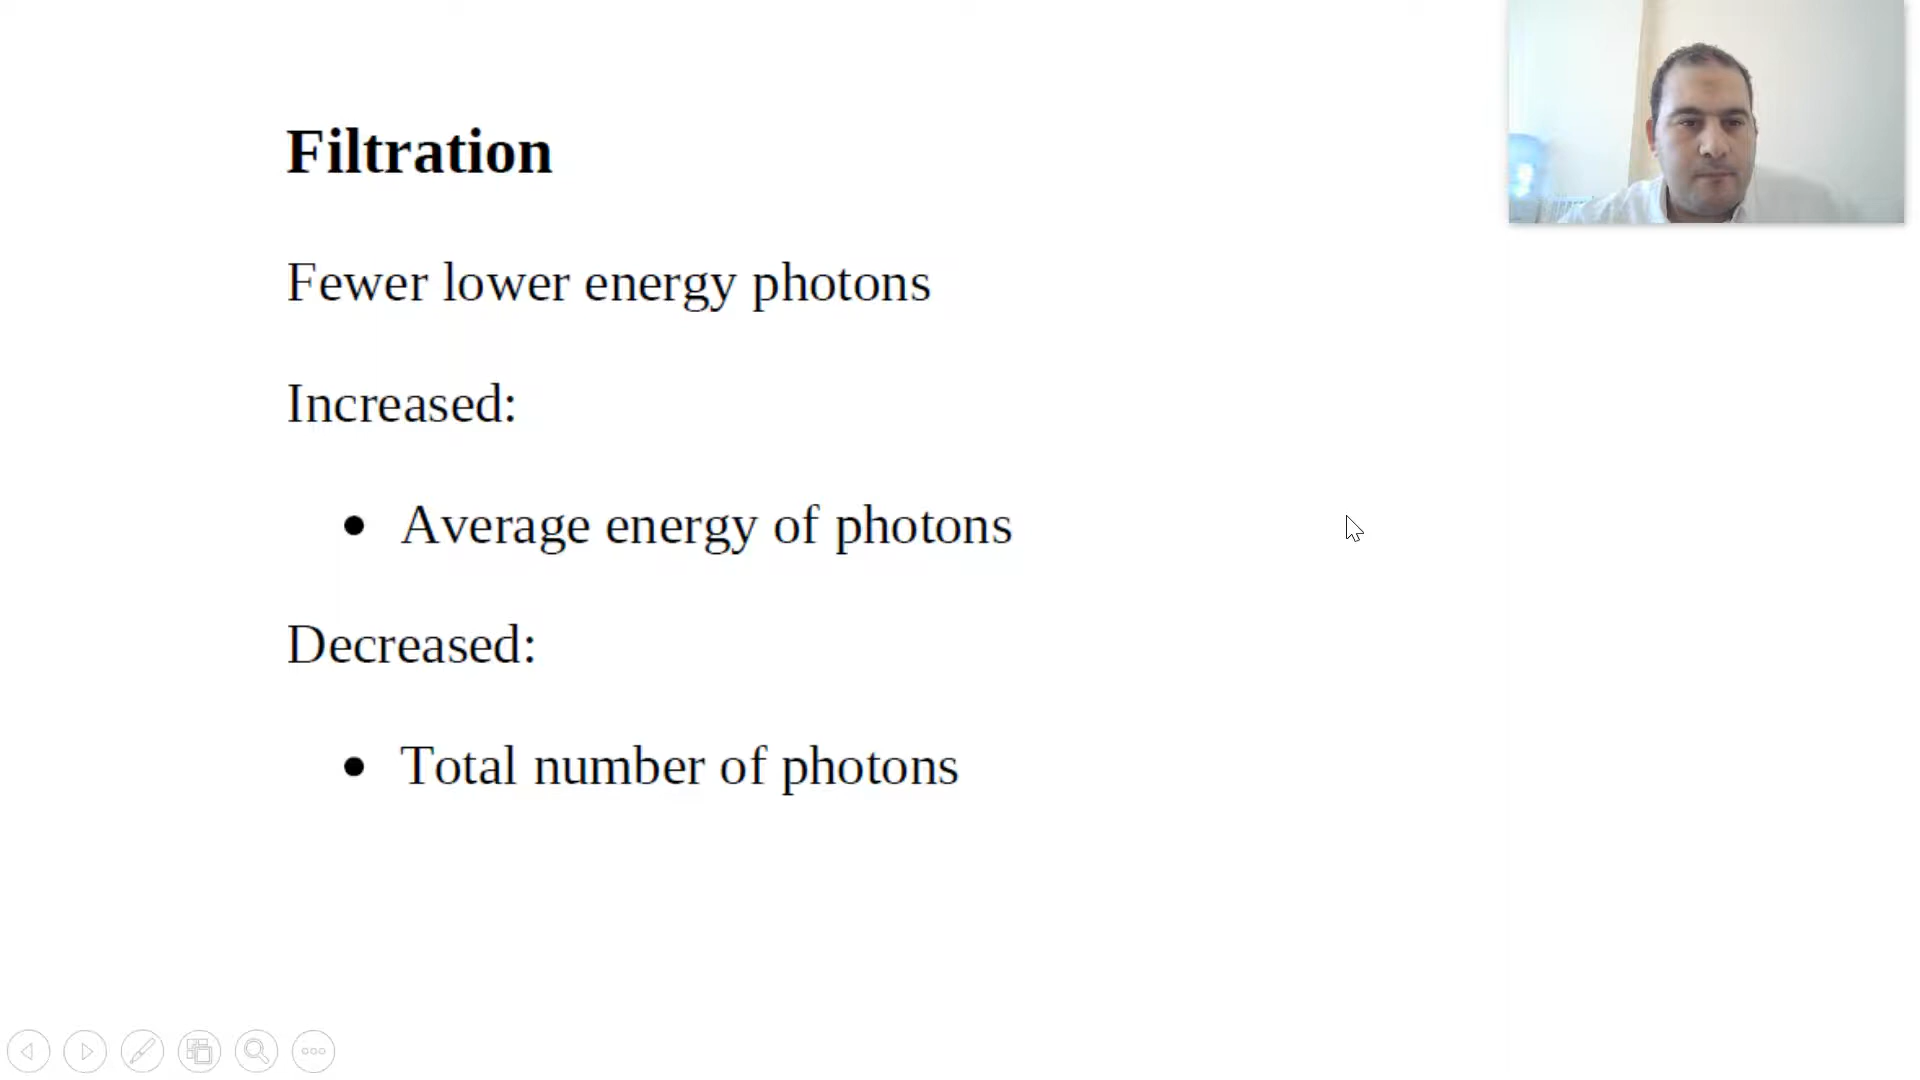 Filtration
Fewer lower energy photons
Increased:
• Average energy of photons
Decreased:
• Total number of photons